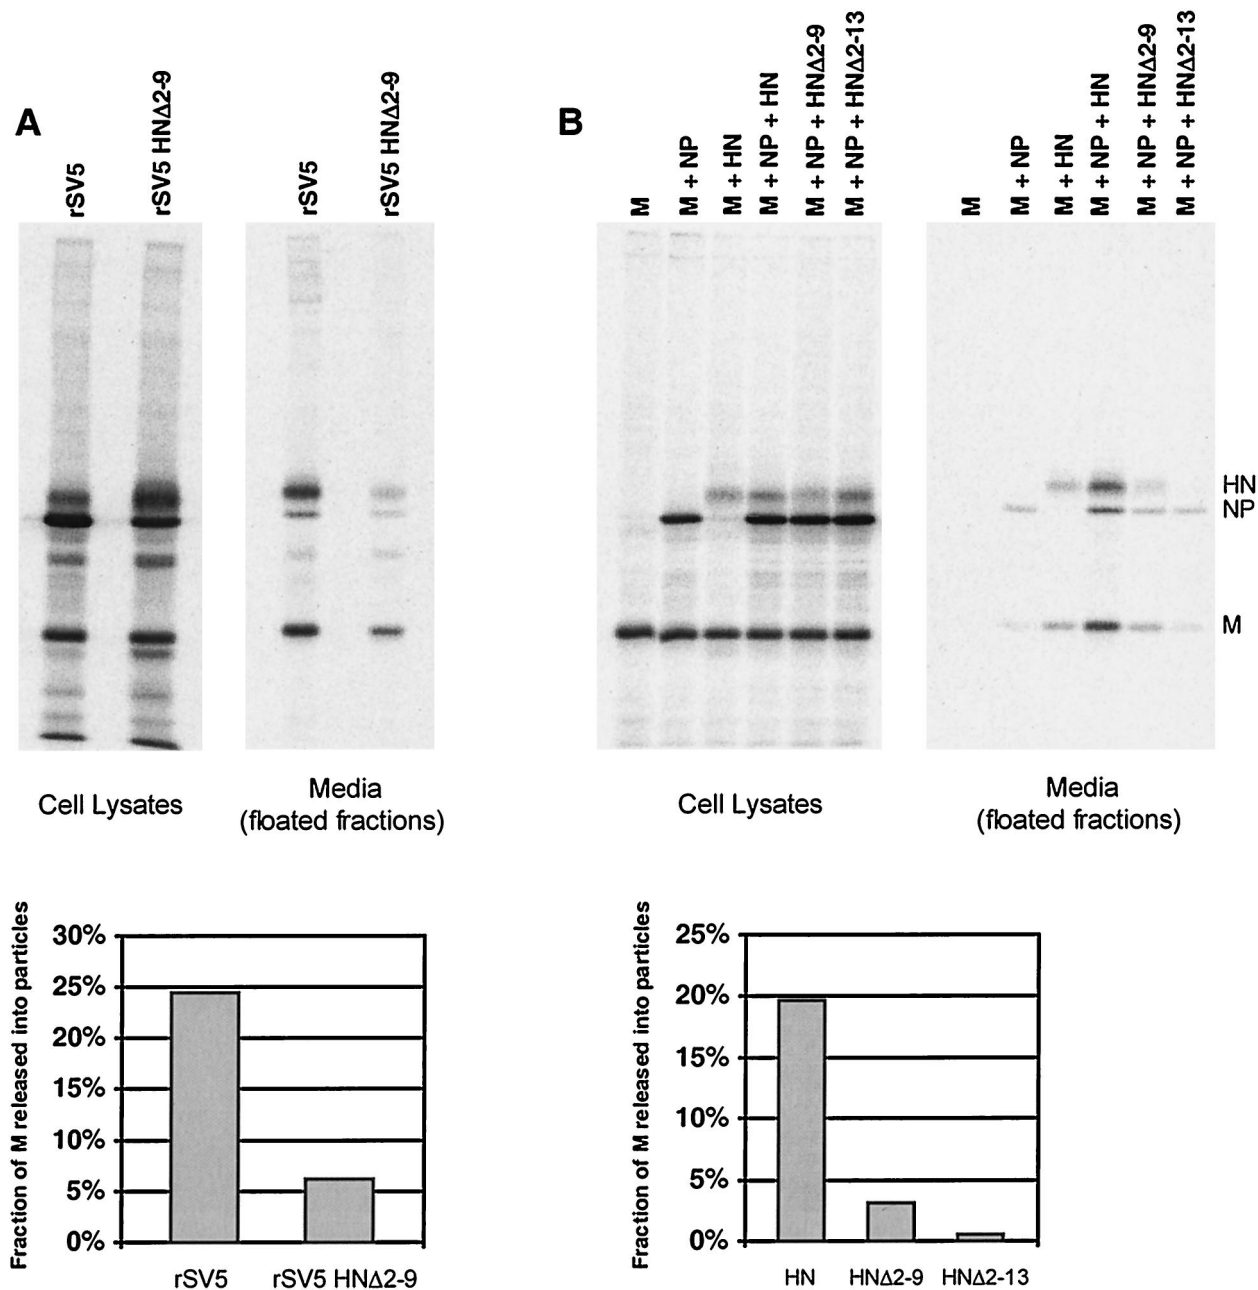 A
rSV5
rSV5 HNΔ2-9
rSV5
rSV5 HNΔ2-9
Cell Lysates
Media
(floated fractions)
Fraction of M released into particles
30%
25%
20%
15%
10%
5%
0%
rSV5
rSV5 HNΔ2-9
B
M
M + NP
M + HN
M + NP + HN
M + NP + HNΔ2-9
M + NP + HNΔ2-13
M
M + NP
M + HN
M + NP + HN
M + NP + HNΔ2-9
M + NP + HNΔ2-13
HN
NP
M
Cell Lysates
Media
(floated fractions)
Fraction of M released into particles
25%
20%
15%
10%
5%
0%
HN
HNΔ2-9
HNΔ2-13